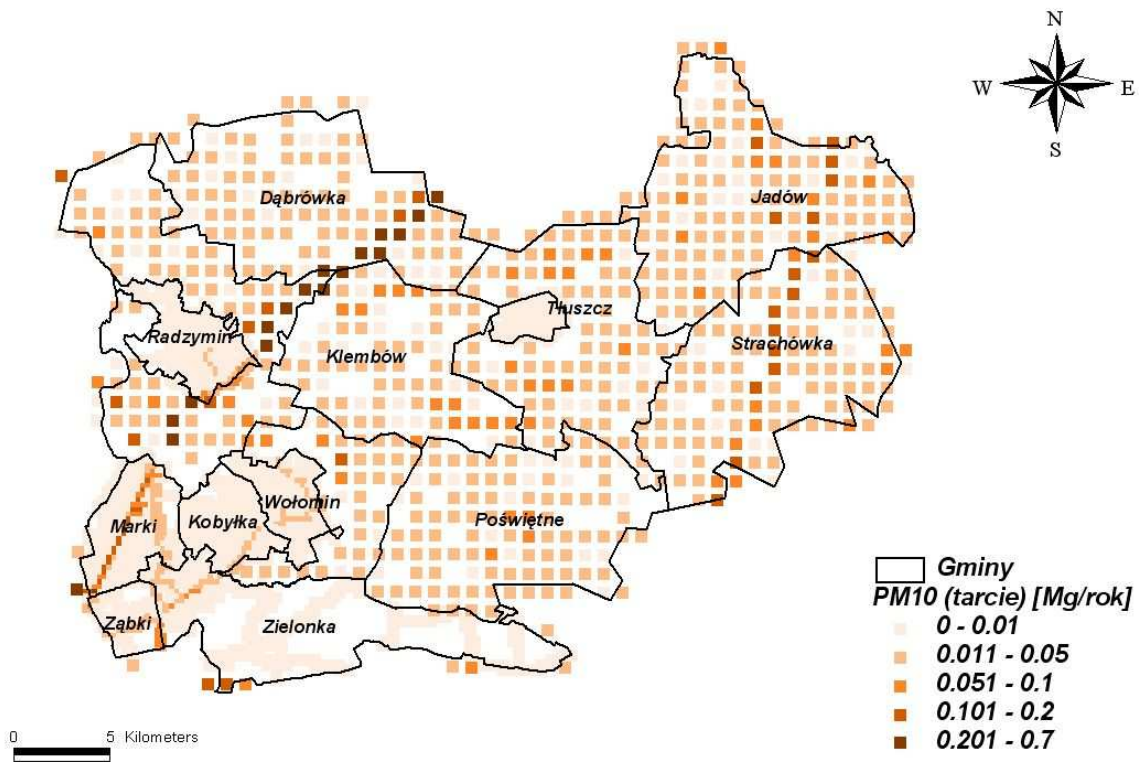 N
W E
S
Dąbrówka
Jadów
Tłuszcz
Radzymin
Klembów
Strachówka
Wołomin
Marki
Kobyłka
Poświętne
Ząbki
Zielonka
Gminy
PM10 (tarcie) [Mg/rok]
0 - 0.01
0.011 - 0.05
0.051 - 0.1
0.101 - 0.2
0.201 - 0.7
0 5 Kilometers